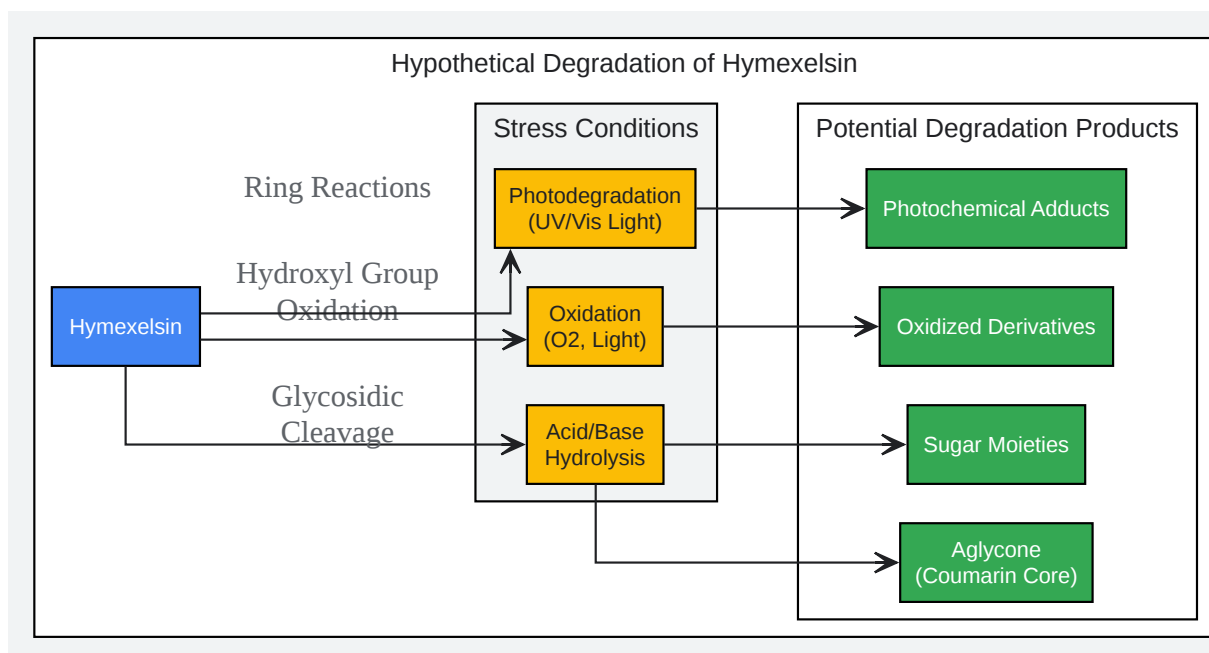 Hypothetical Degradation of Hymexelsin
Stress Conditions
Potential Degradation Products
Ring Reactions
Photodegradation
(UV/Vis Light)
Photochemical Adducts
Hydroxyl Group
Oxidation
Hymexelsin
Oxidation
(O2, Light)
Oxidized Derivatives
Glycosidic
Cleavage
Acid/Base
Hydrolysis
Sugar Moieties
Aglycone
(Coumarin Core)